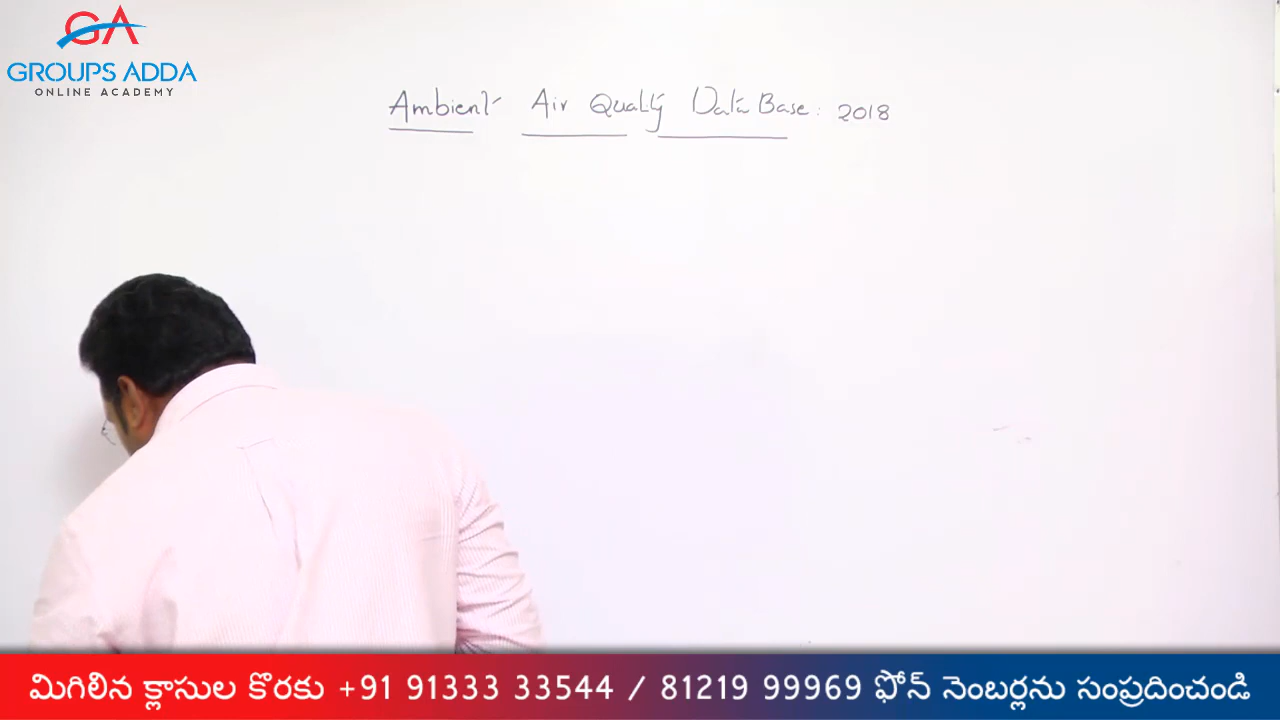 GA
GROUPS ADDA
ONLINE ACADEMY
Ambient Air Quality Data Base: 2018
మిగిలిన క్లాసుల కొరకు +91 91333 33544 / 81219 99969 ఫోన్ నెంబర్లను సంప్రదించండి